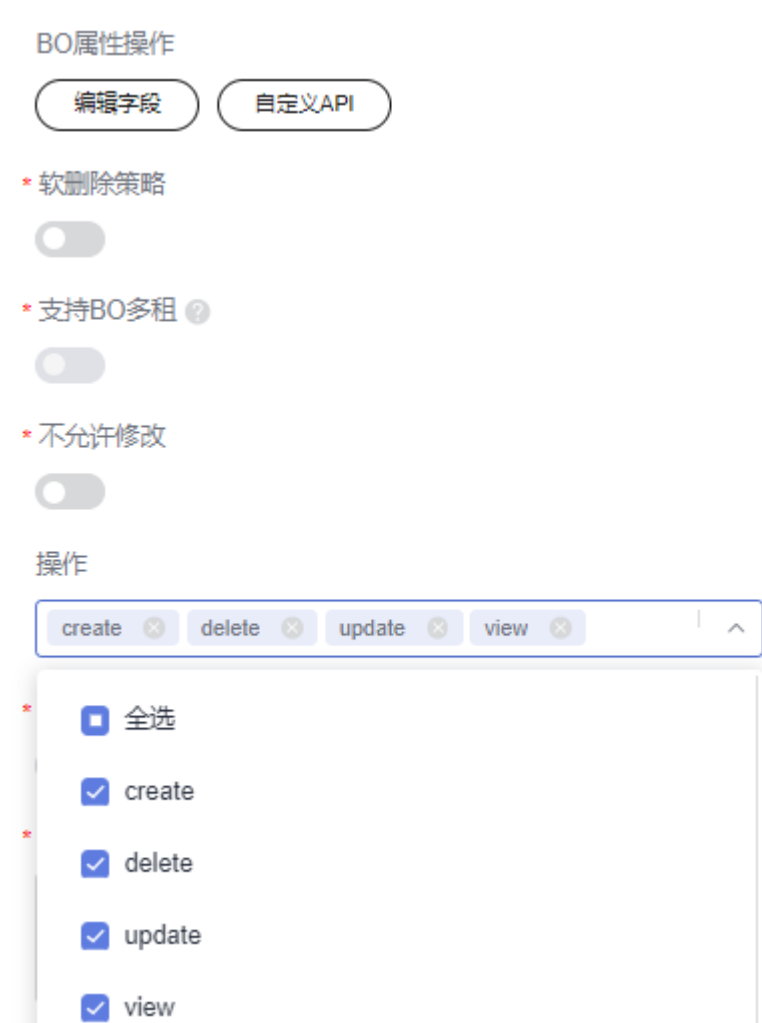 BO属性操作
编辑字段 自定义API
* 软删除策略
* 支持BO多租 ?
* 不允许修改
操作
create delete update view
*
全选
create
*
delete
update
view